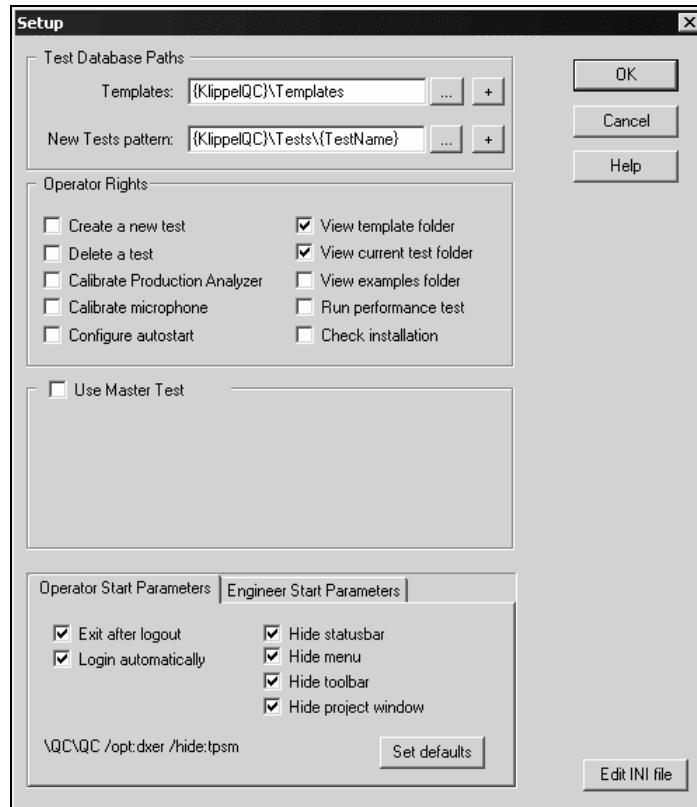 Setup
Test Database Paths
Templates: {KlippelQC}\Templates ... +
New Tests pattern: {KlippelQC}\Tests\{TestName} ... +
OK
Cancel
Help
Operator Rights
Create a new test
Delete a test
Calibrate Production Analyzer
Calibrate microphone
Configure autostart
View template folder
View current test folder
View examples folder
Run performance test
Check installation
Use Master Test
Operator Start Parameters
Engineer Start Parameters
Exit after logout
Login automatically
Hide statusbar
Hide menu
Hide toolbar
Hide project window
\QC\QC /opt:dxer /hide:tpsm
Set defaults
Edit INI file